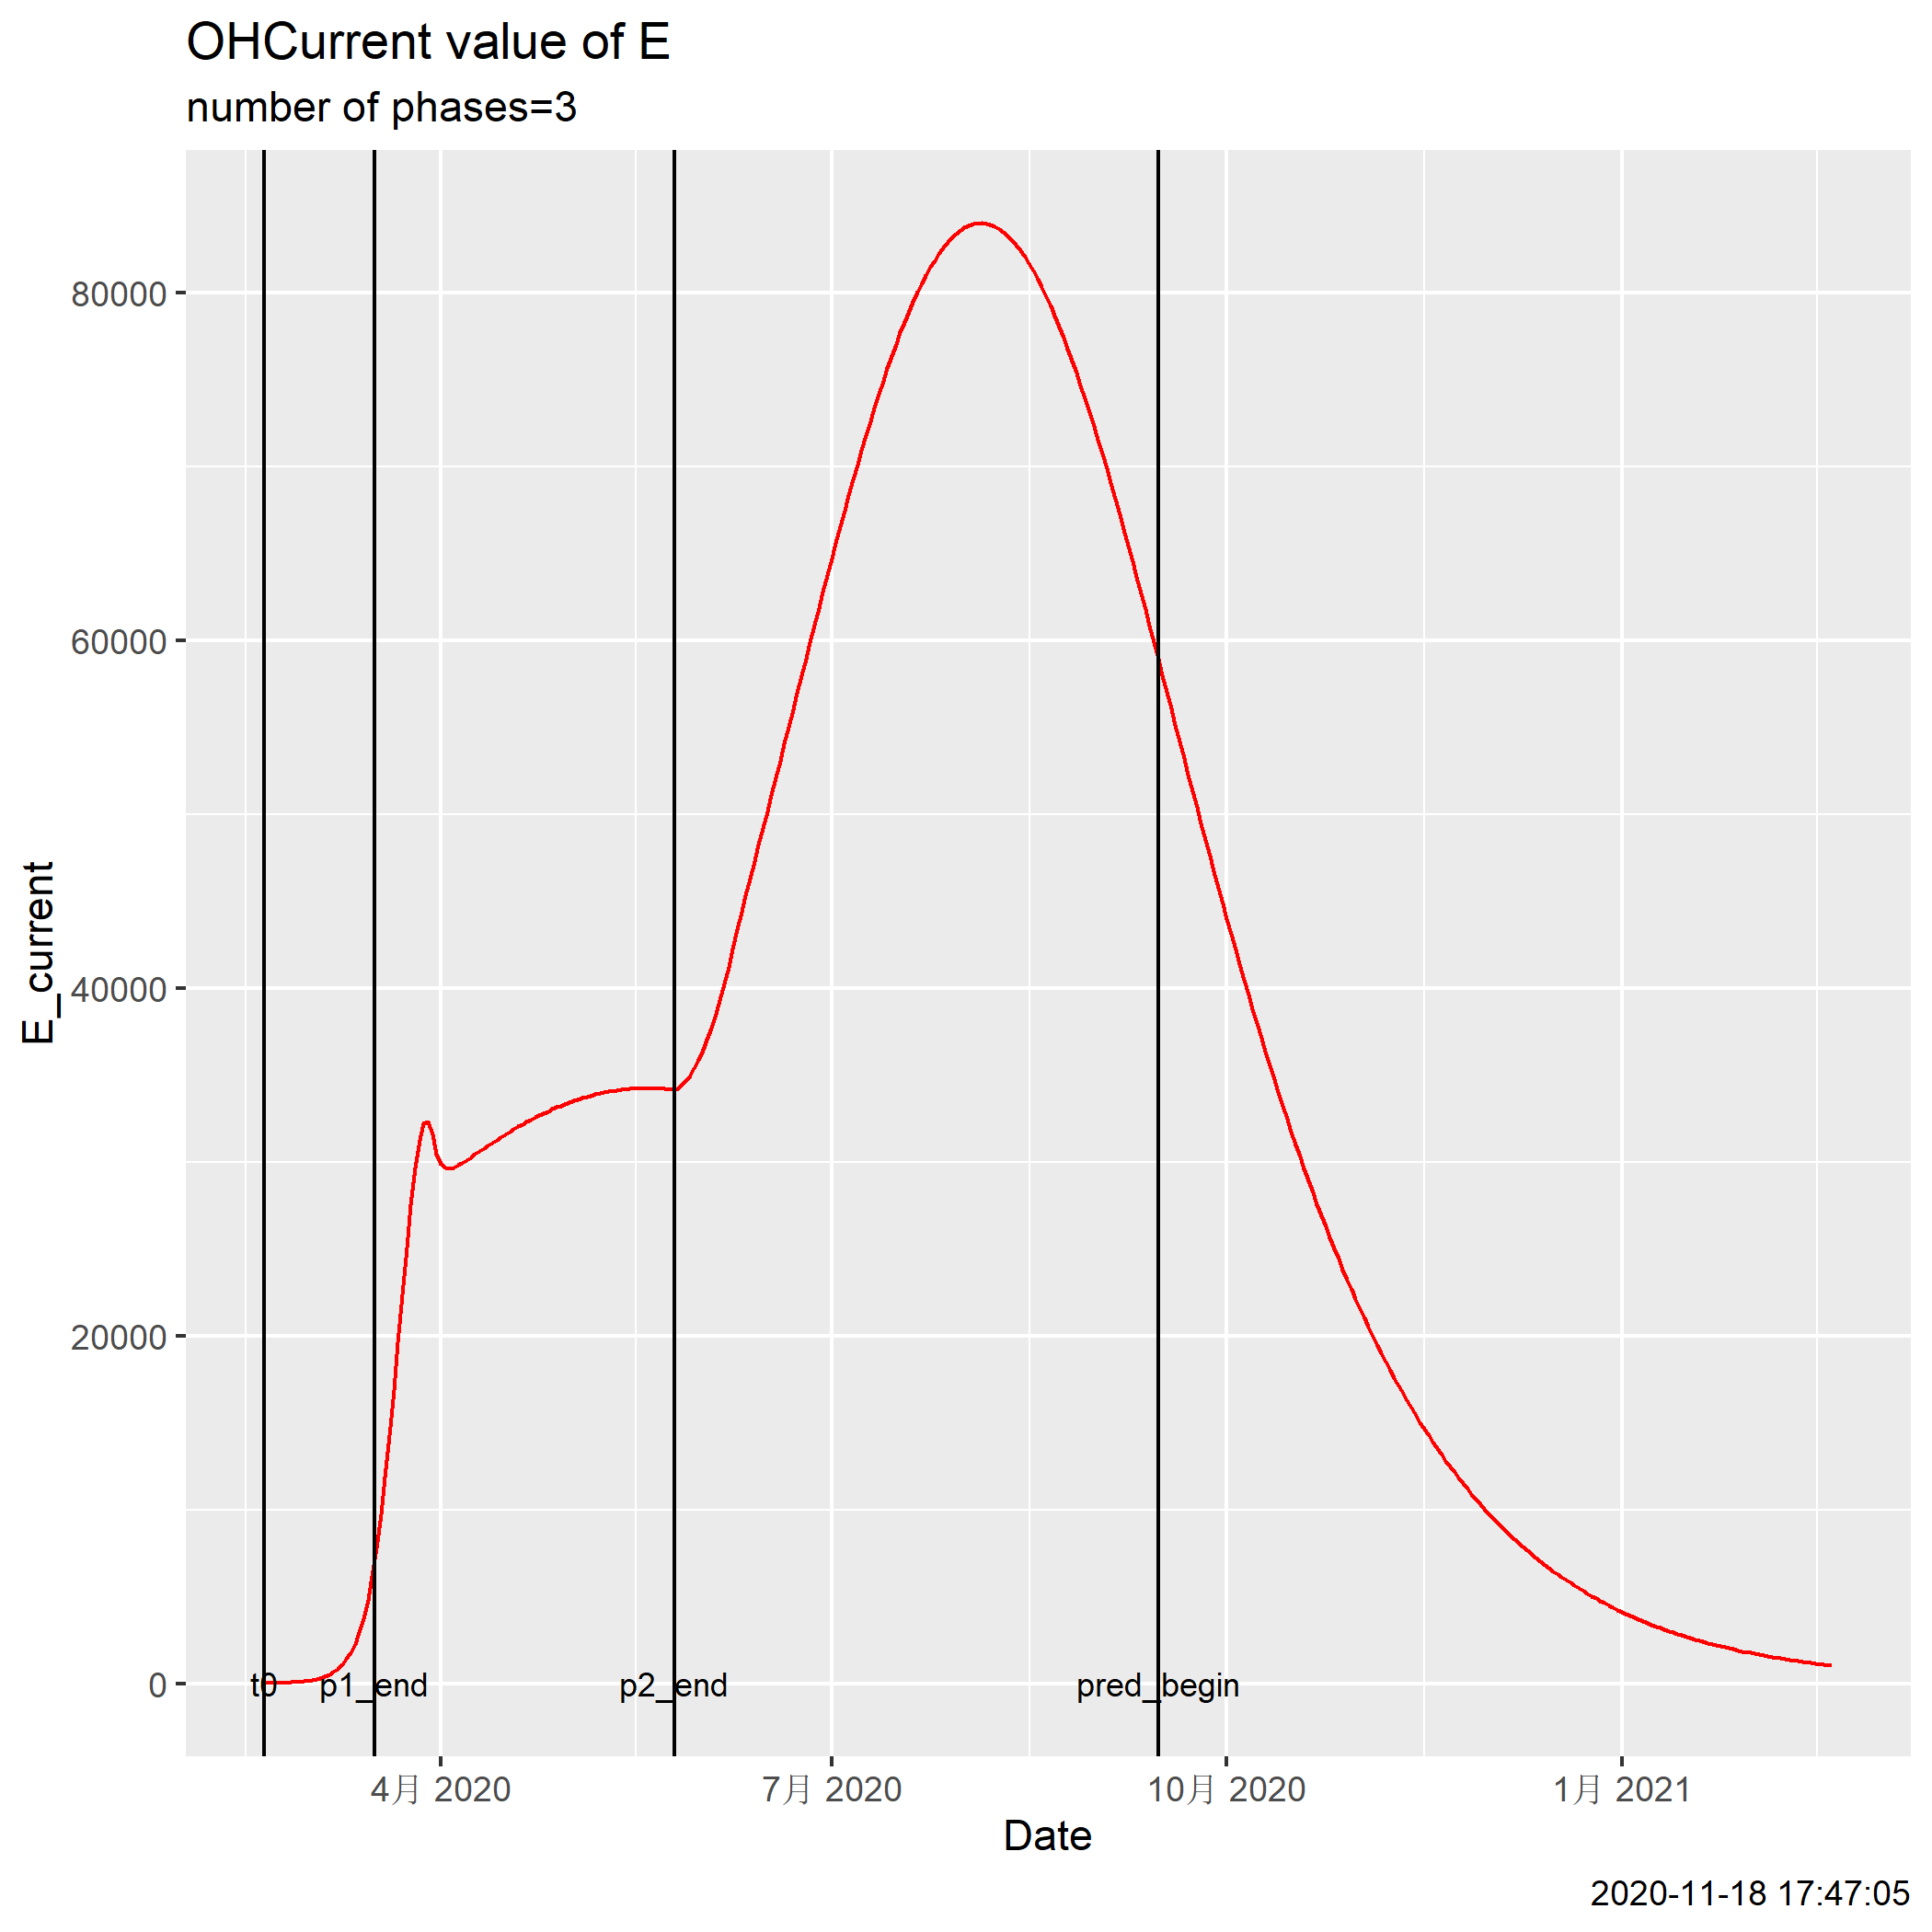 OHCurrent value of E
number of phases=3
E_current
80000
60000
40000
20000
0
t0 p1_end p2_end pred_begin
4月 2020 7月 2020 10月 2020 1月 2021
Date
2020-11-18 17:47:05